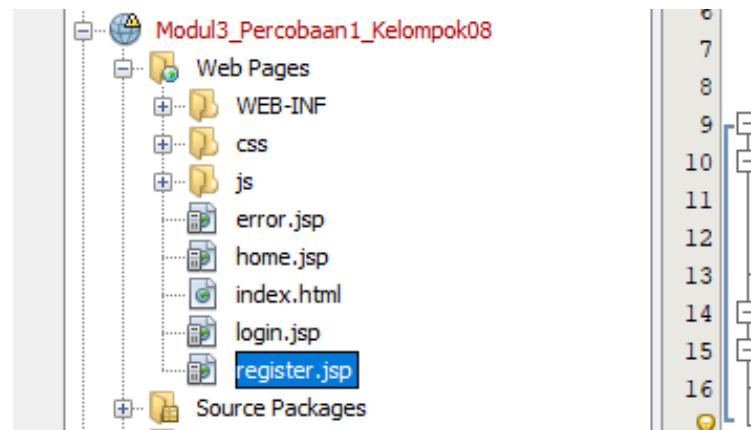 Modul3_Percobaan1_Kelompok08
Web Pages
WEB-INF
css
js
error.jsp
home.jsp
index.html
login.jsp
register.jsp
Source Packages
6
7
8
9
10
11
12
13
14
15
16